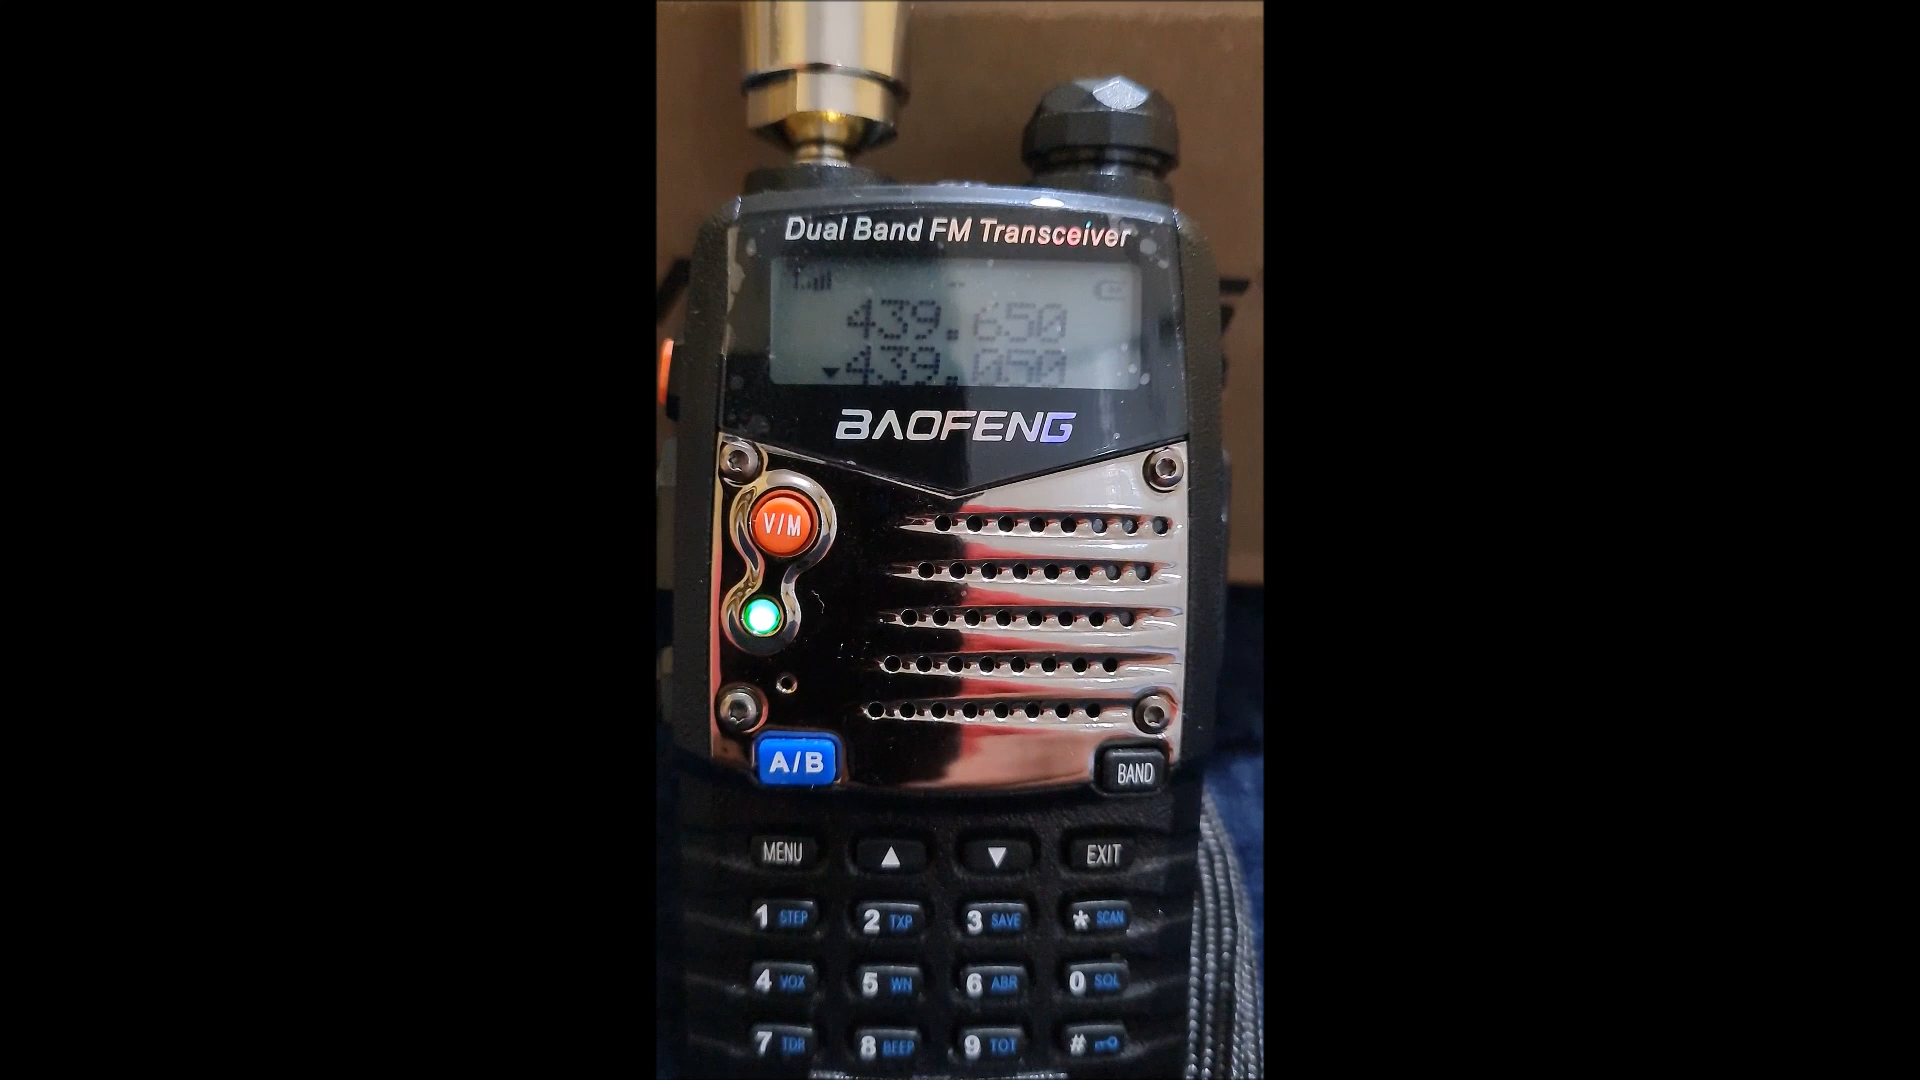 Dual Band FM Transceiver
439.650
439.050
BAOFENG
V/M
A/B
BAND
MENU ▲ ▼ EXIT
1 STEP 2 TXP 3 SAVE * SCAN
4 VOX 5 WN 6 ABR 0 SQL
7 TDR 8 BEEP 9 TOT #